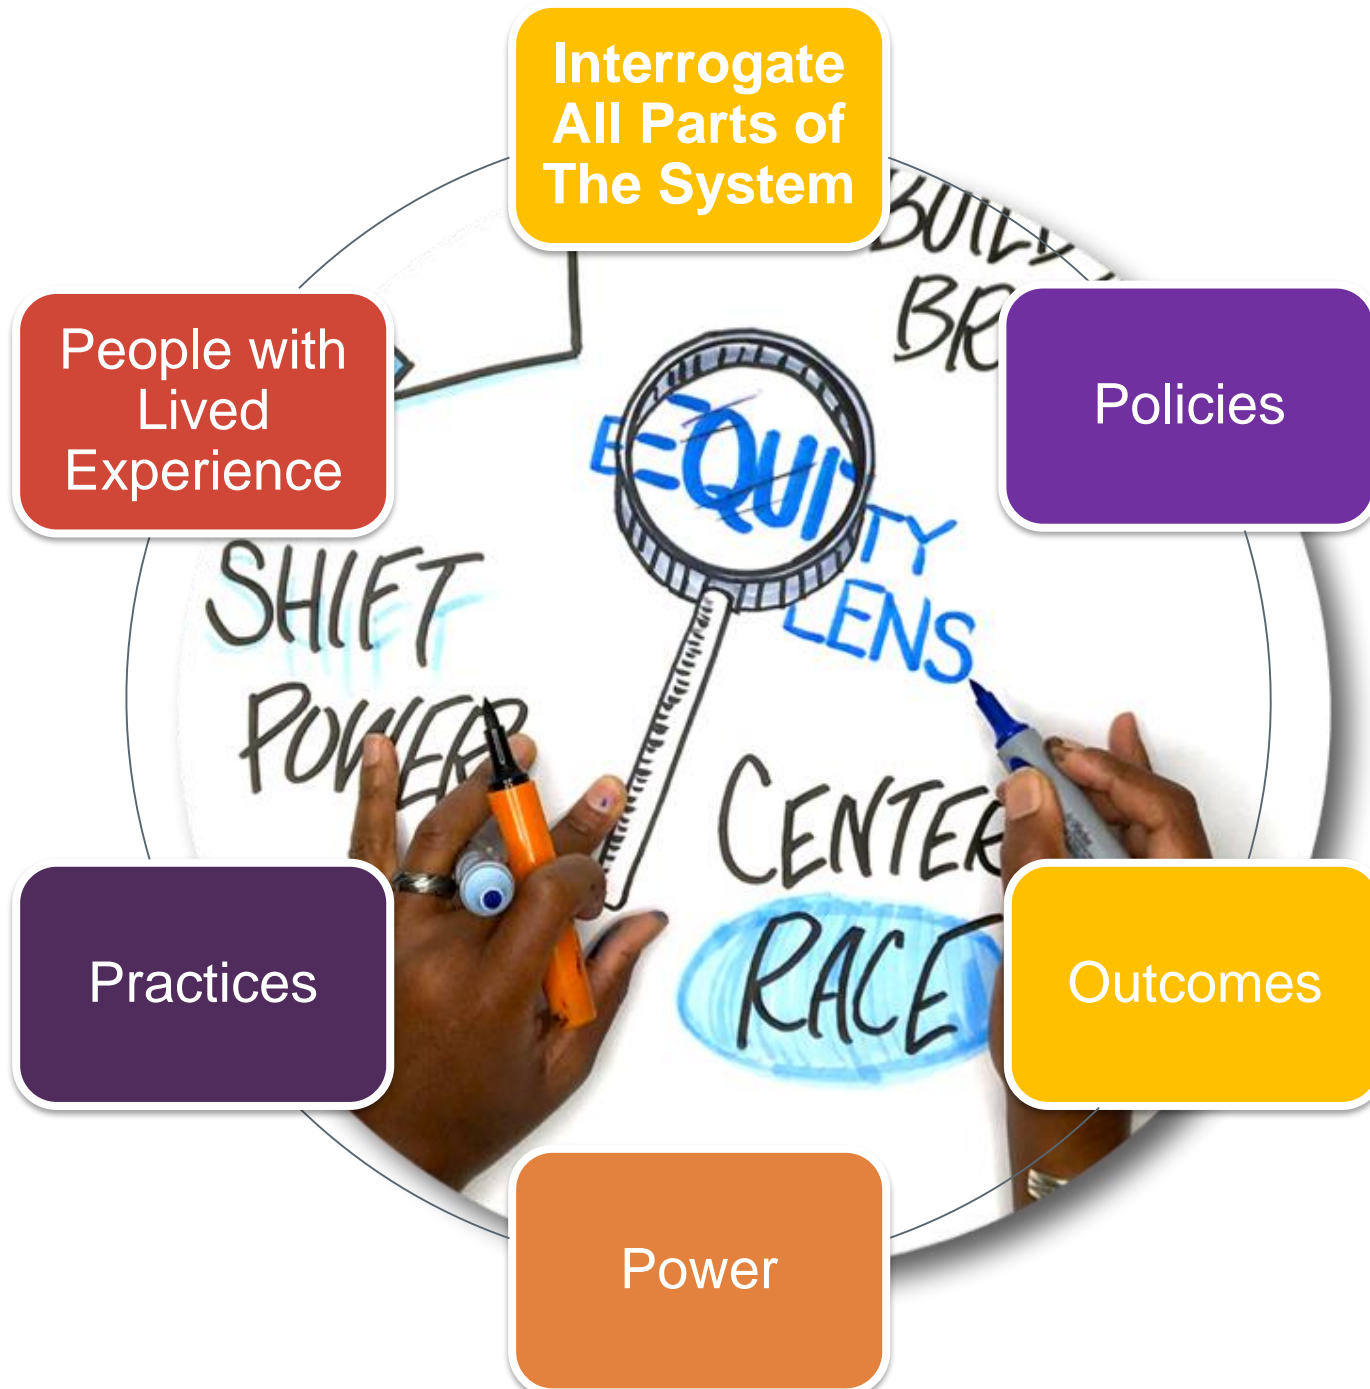 Interrogate
All Parts of
The System
BUILD
People with
Lived
Experience
Policies
EQUITY
LENS
SHIFT
POWER
CENTER
RACE
Practices
Outcomes
Power